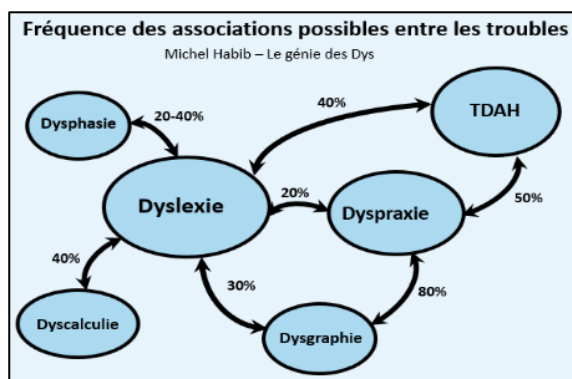 Fréquence des associations possibles entre les troubles
Michel Habib – Le génie des Dys
40%
TDAH
Dysphasie
20-40%
Dyslexie
20%
Dyspraxie
50%
40%
30%
80%
Dyscalculie
Dysgraphie